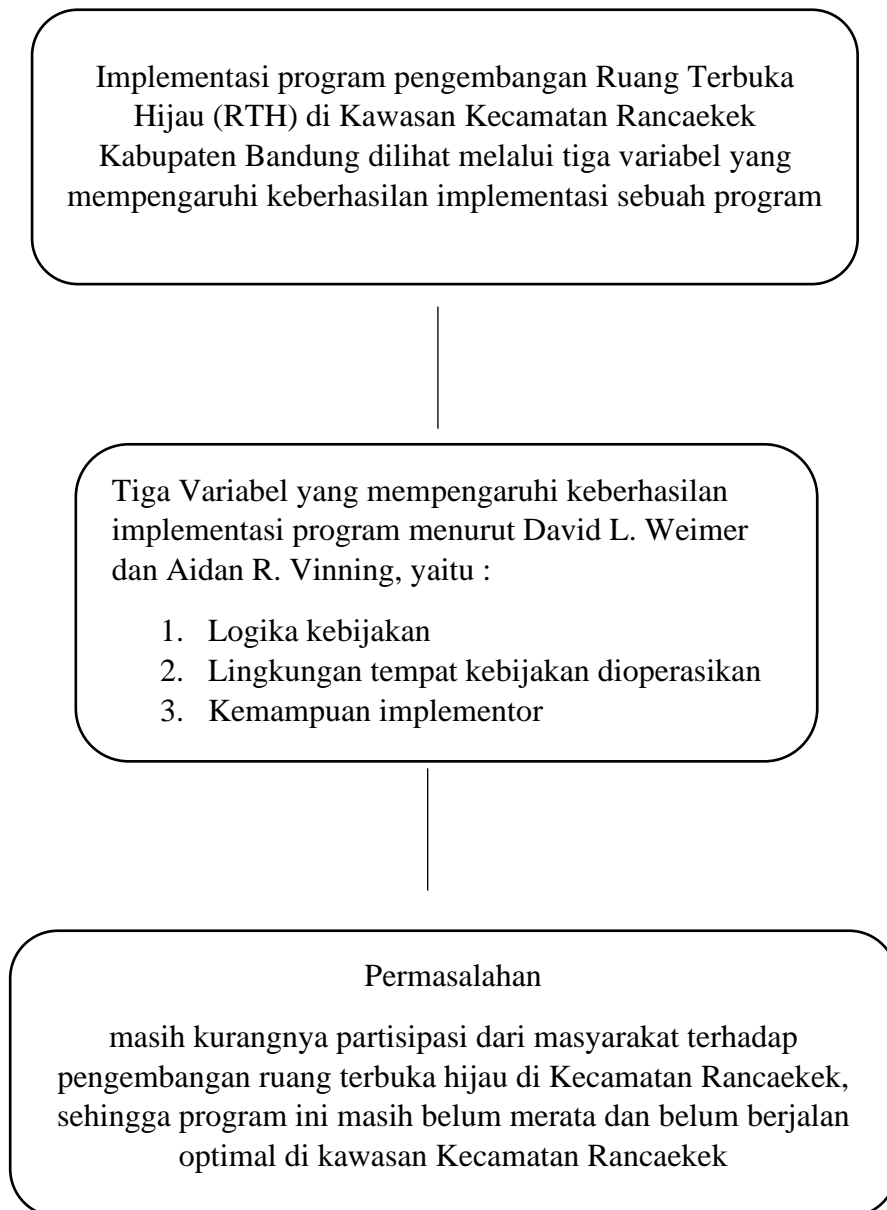 Implementasi program pengembangan Ruang Terbuka
Hijau (RTH) di Kawasan Kecamatan Rancaekek
Kabupaten Bandung dilihat melalui tiga variabel yang
mempengaruhi keberhasilan implementasi sebuah program
Tiga Variabel yang mempengaruhi keberhasilan
implementasi program menurut David L. Weimer
dan Aidan R. Vinning, yaitu :
1. Logika kebijakan
2. Lingkungan tempat kebijakan dioperasikan
3. Kemampuan implementor
Permasalahan
masih kurangnya partisipasi dari masyarakat terhadap
pengembangan ruang terbuka hijau di Kecamatan Rancaekek,
sehingga program ini masih belum merata dan belum berjalan
optimal di kawasan Kecamatan Rancaekek